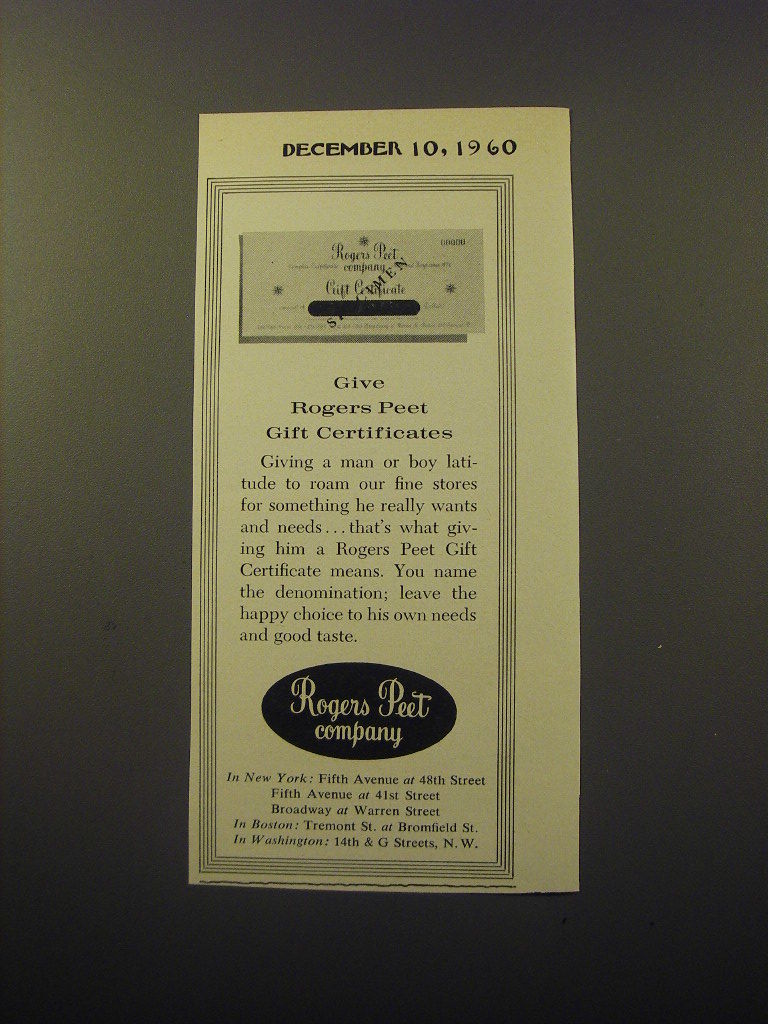 DECEMBER 10, 1960
Rogers Peet
company
Gift Certificate
SPECIMEN
Give
Rogers Peet
Gift Certificates
Giving a man or boy lati-
tude to roam our fine stores
for something he really wants
and needs...that's what giv-
ing him a Rogers Peet Gift
Certificate means. You name
the denomination; leave the
happy choice to his own needs
and good taste.
Rogers Peet
company
In New York: Fifth Avenue at 48th Street
Fifth Avenue at 41st Street
Broadway at Warren Street
In Boston: Tremont St. at Bromfield St.
In Washington: 14th & G Streets, N.W.